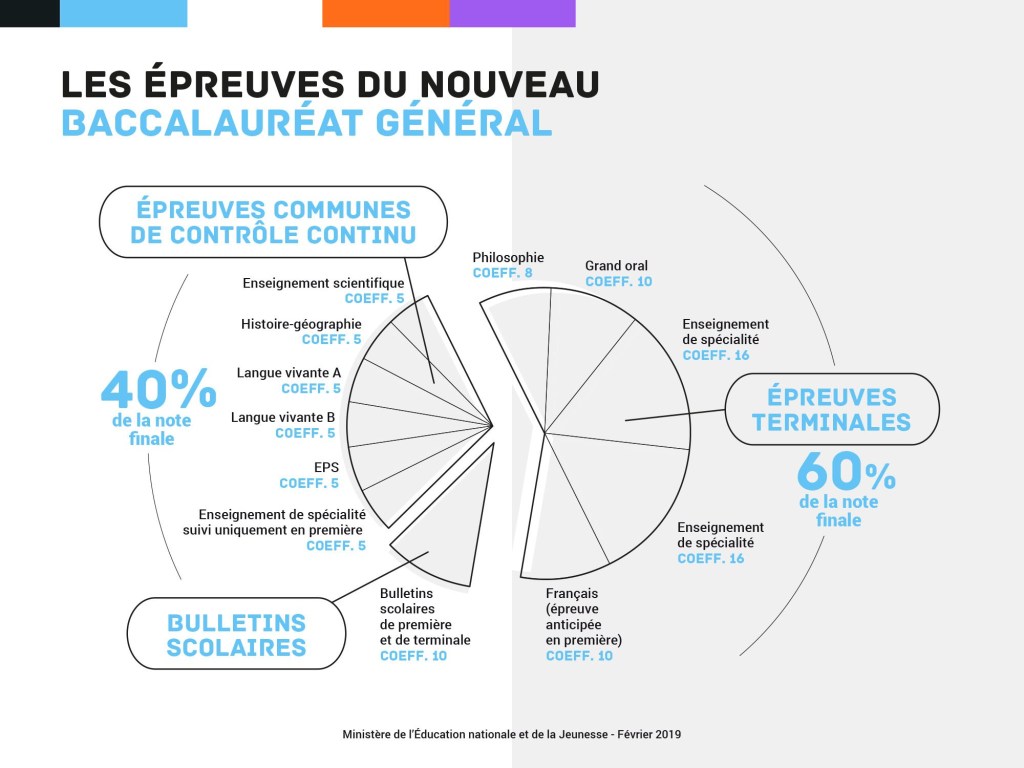 LES ÉPREUVES DU NOUVEAU
BACCALAURÉAT GÉNÉRAL
ÉPREUVES COMMUNES
DE CONTRÔLE CONTINU
Enseignement scientifique
COEFF. 5
Histoire-géographie
COEFF. 5
Langue vivante A
COEFF. 5
Langue vivante B
COEFF. 5
EPS
COEFF. 5
Enseignement de spécialité
suivi uniquement en première
COEFF. 5
40%
de la note
finale
BULLETINS
SCOLAIRES
Bulletins
scolaires
de première
et de terminale
COEFF. 10
Philosophie
COEFF. 8
Grand oral
COEFF. 10
Enseignement
de spécialité
COEFF. 16
ÉPREUVES
TERMINALES
60%
de la note
finale
Enseignement
de spécialité
COEFF. 16
Français
(épreuve
anticipée
en première)
COEFF. 10
Ministère de l'Éducation nationale et de la Jeunesse - Février 2019